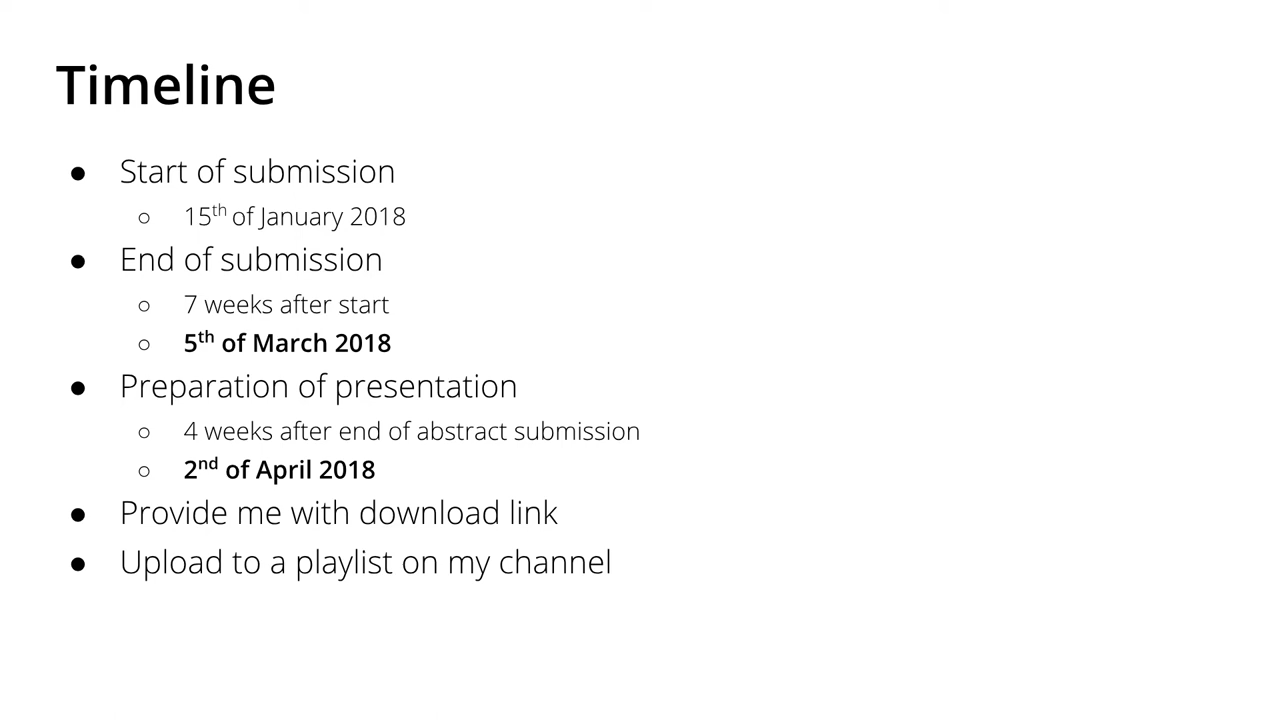 Timeline
● Start of submission
○ 15th of January 2018
● End of submission
○ 7 weeks after start
○ 5th of March 2018
● Preparation of presentation
○ 4 weeks after end of abstract submission
○ 2nd of April 2018
● Provide me with download link
● Upload to a playlist on my channel